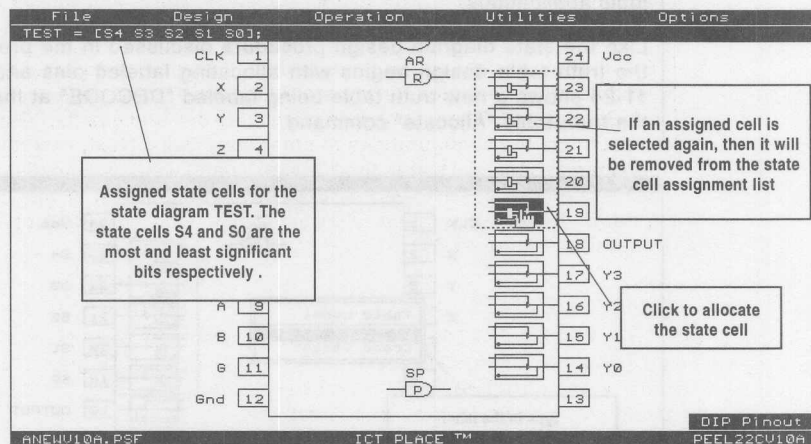 File Design Operation Utilities Options
TEST = [S4 S3 S2 S1 S0];
CLK 1
X 2
Y 3
Z 4
A 9
B 10
G 11
Gnd 12
AR
R
SP
P
24 Vcc
23
22
21
20
19
18 OUTPUT
17 Y3
16 Y2
15 Y1
14 Y0
13
Assigned state cells for the
state diagram TEST. The
state cells S4 and S0 are the
most and least significant
bits respectively .
If an assigned cell is
selected again, then it will
be removed from the state
cell assignment list
Click to allocate
the state cell
DIP Pinout
ANEWV10A.PSF ICT PLACE ™ PEEL22CV10A